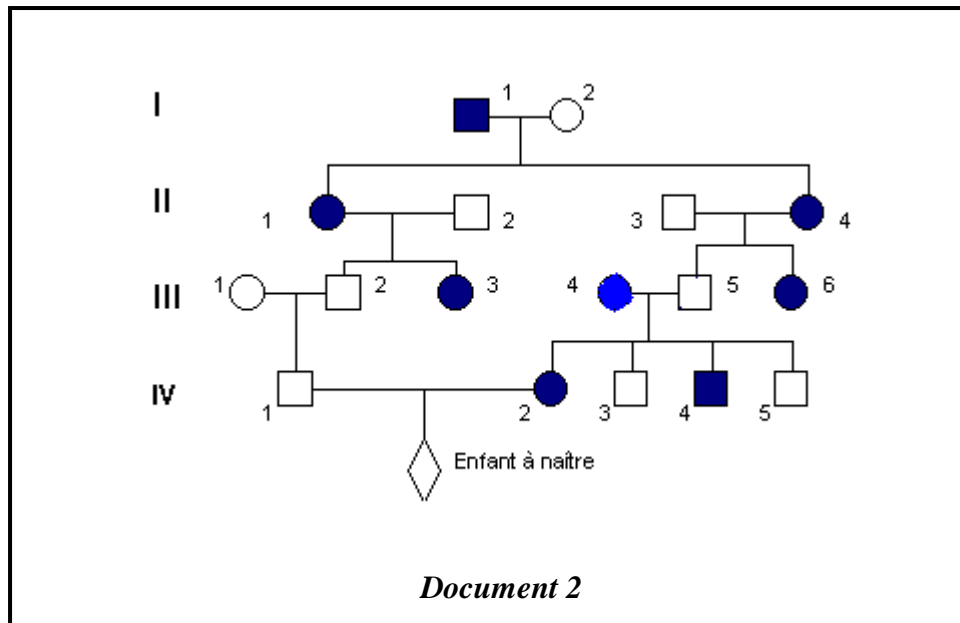 I 1 2
II 1 2 3 4
III 1 2 3 4 5 6
IV 1 2 3 4 5
Enfant à naître
Document 2